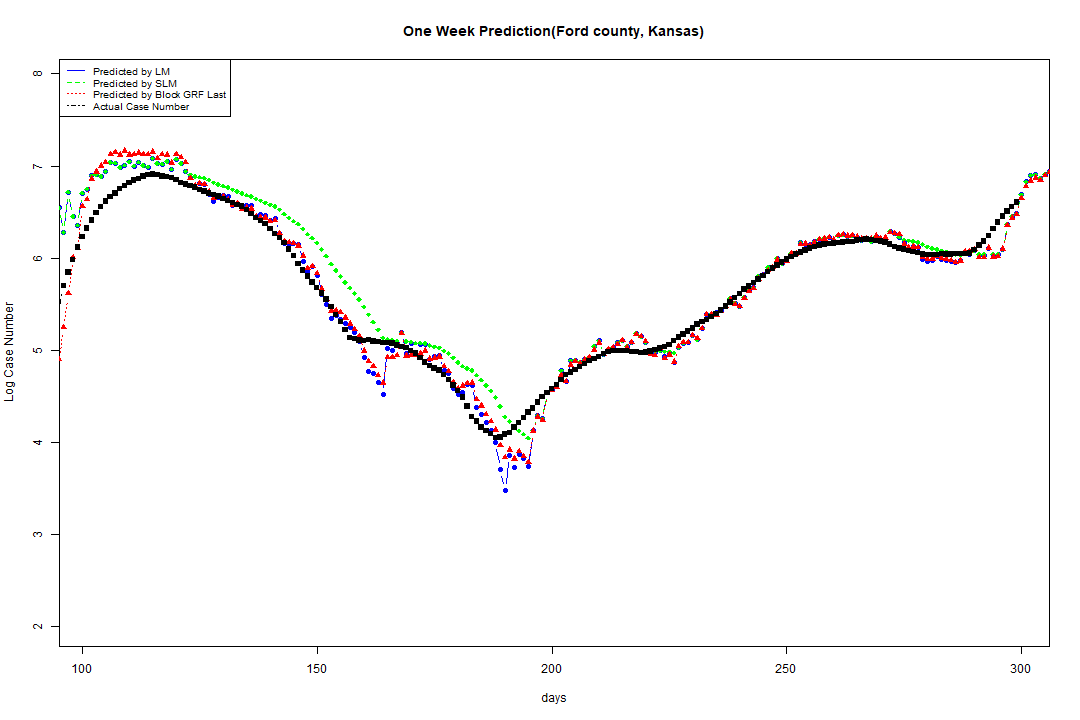 One Week Prediction(Ford county, Kansas)
Predicted by LM
Predicted by SLM
Predicted by Block GRF Last
Actual Case Number
Log Case Number
8
7
6
5
4
3
2
100 150 200 250 300
days